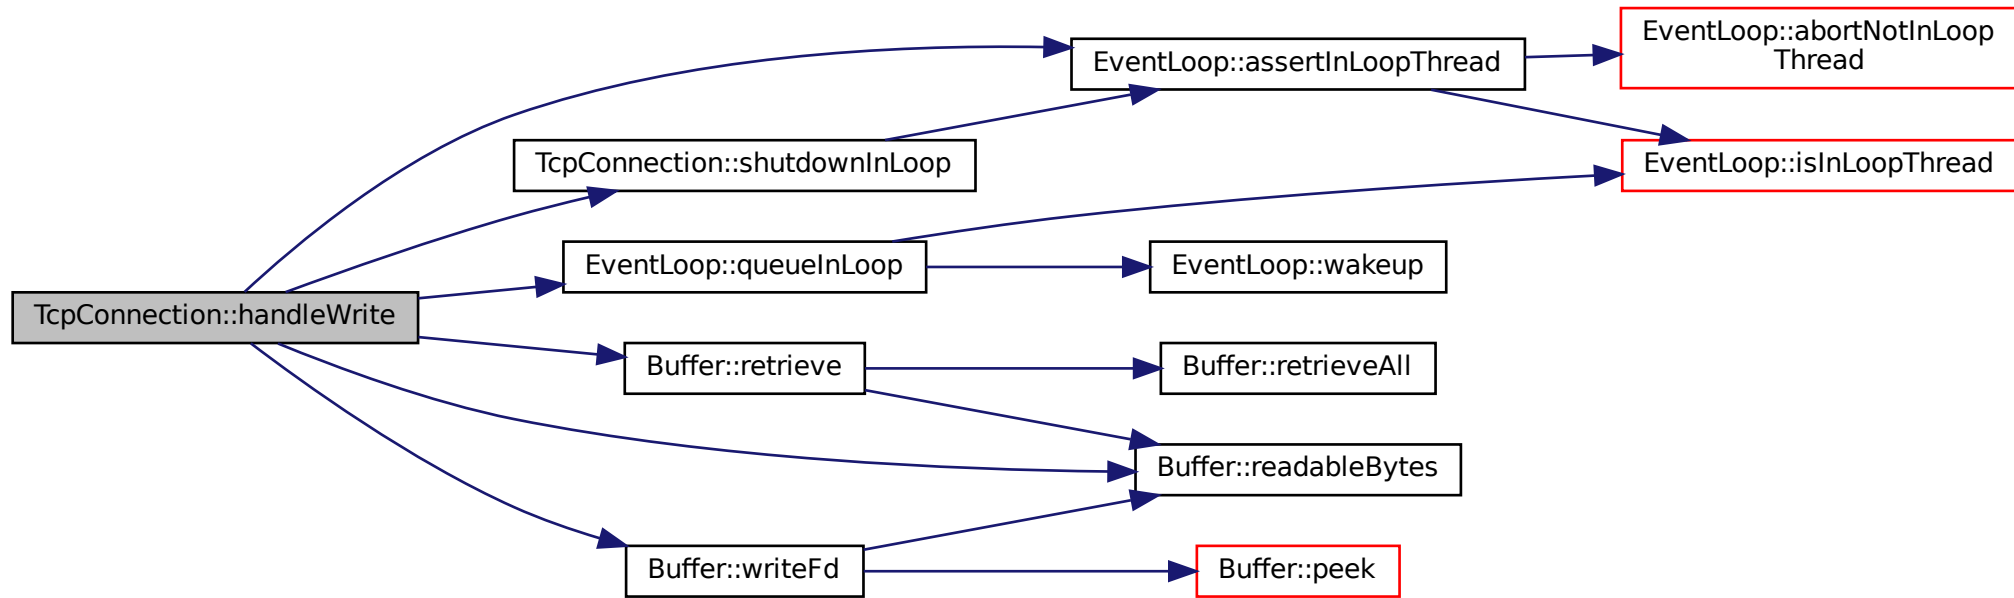 EventLoop::abortNotInLoop
Thread
EventLoop::assertInLoopThread
TcpConnection::shutdownInLoop
EventLoop::isInLoopThread
EventLoop::queueInLoop
EventLoop::wakeup
TcpConnection::handleWrite
Buffer::retrieve
Buffer::retrieveAll
Buffer::readableBytes
Buffer::writeFd
Buffer::peek